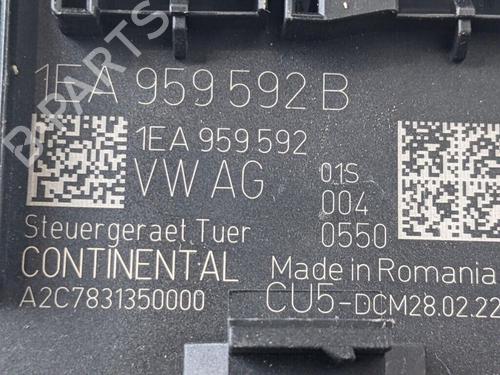 B-PARTS
1EA 959 592 B
1EA 959 592
VW AG 01S
004
Steuergeraet Tuer 0550
CONTINENTAL Made in Romania
A2C7831350000 CU5-DCM28.02.22